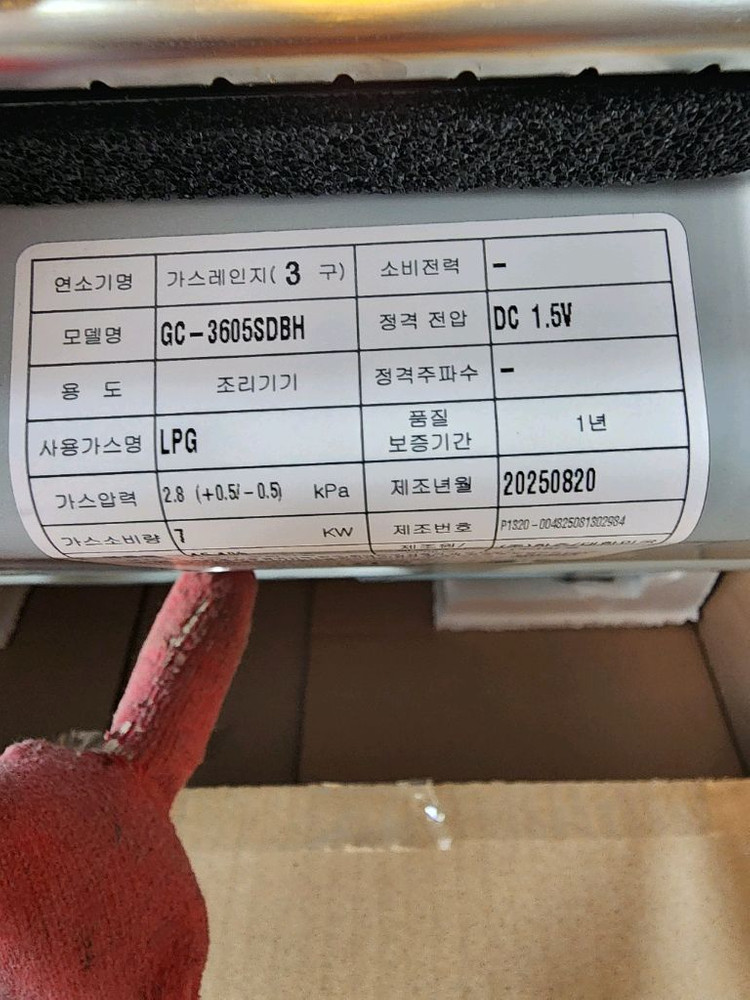 연소기명 가스레인지( 3 구) 소비전력 -
모델명 GC-3605SDBH 정격 전압 DC 1.5V
용 도 조리기기 정격주파수 -
사용가스명 LPG 품질 보증기간 1년
가스압력 2.8 (+0.5/-0.5) kPa 제조년월 20250820
가스소비량 7 KW 제조번호